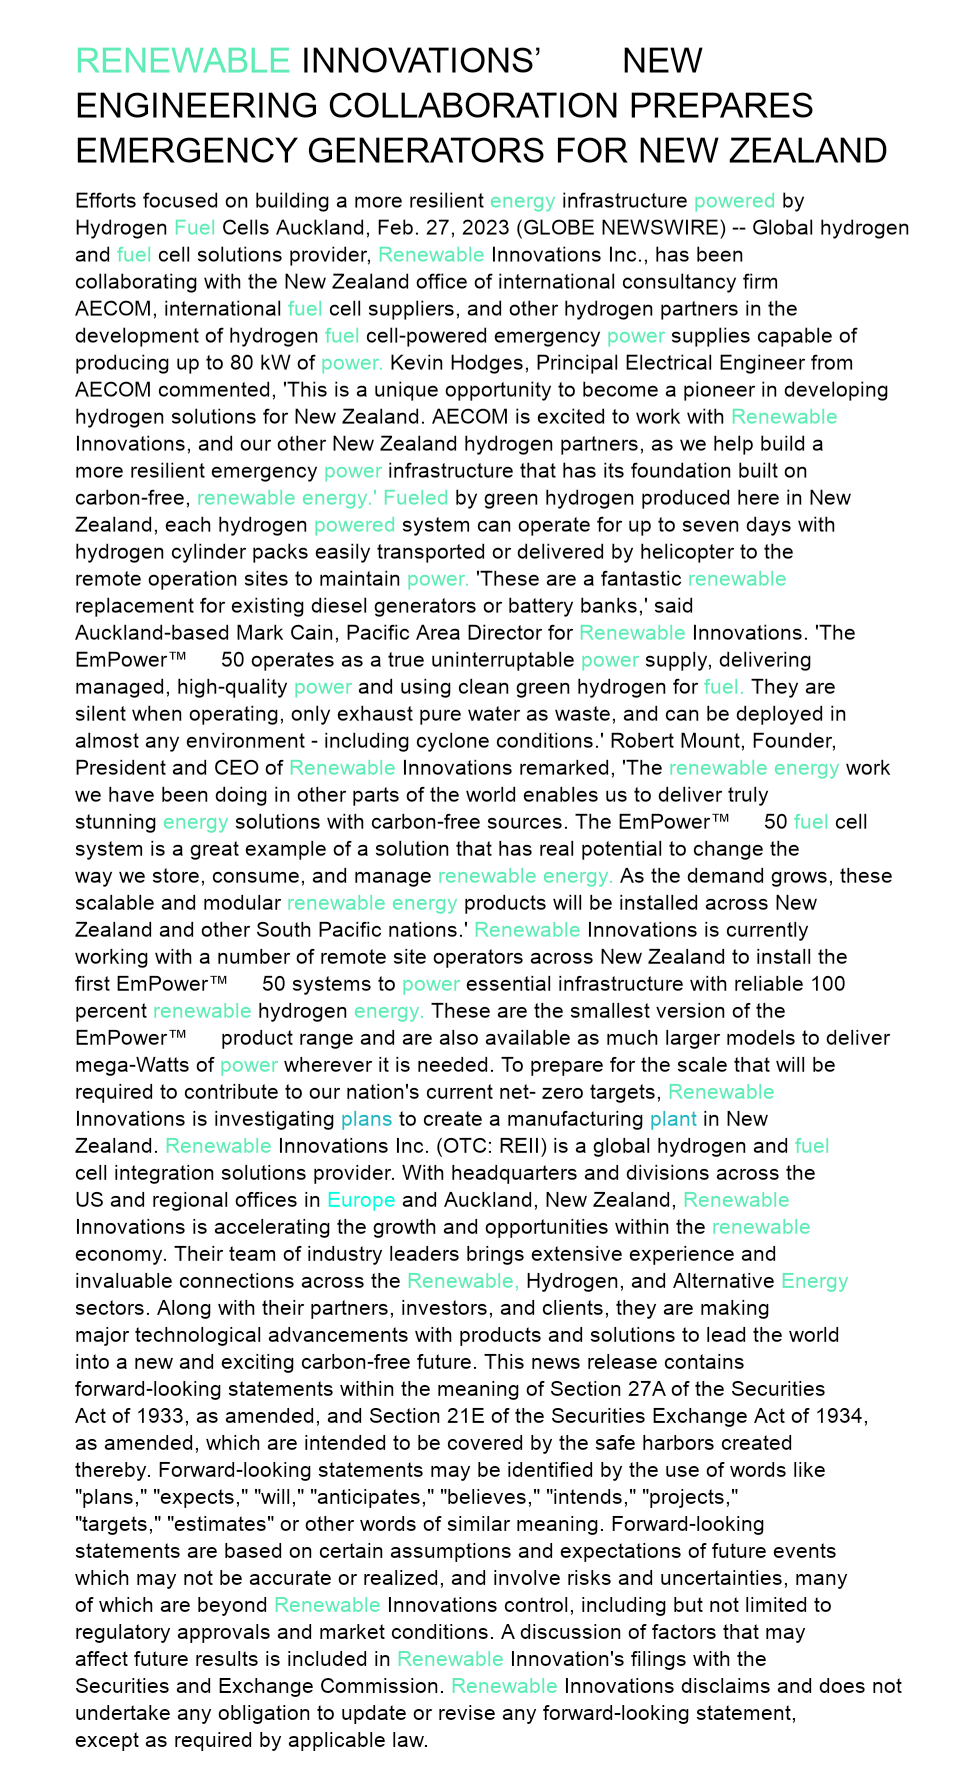 RENEWABLE INNOVATIONS’ NEW
ENGINEERING COLLABORATION PREPARES
EMERGENCY GENERATORS FOR NEW ZEALAND
Efforts focused on building a more resilient energy infrastructure powered by
Hydrogen Fuel Cells Auckland, Feb. 27, 2023 (GLOBE NEWSWIRE) -- Global hydrogen
and fuel cell solutions provider, Renewable Innovations Inc., has been
collaborating with the New Zealand office of international consultancy firm
AECOM, international fuel cell suppliers, and other hydrogen partners in the
development of hydrogen fuel cell-powered emergency power supplies capable of
producing up to 80 kW of power. Kevin Hodges, Principal Electrical Engineer from
AECOM commented, 'This is a unique opportunity to become a pioneer in developing
hydrogen solutions for New Zealand. AECOM is excited to work with Renewable
Innovations, and our other New Zealand hydrogen partners, as we help build a
more resilient emergency power infrastructure that has its foundation built on
carbon-free, renewable energy.' Fueled by green hydrogen produced here in New
Zealand, each hydrogen powered system can operate for up to seven days with
hydrogen cylinder packs easily transported or delivered by helicopter to the
remote operation sites to maintain power. 'These are a fantastic renewable
replacement for existing diesel generators or battery banks,' said
Auckland-based Mark Cain, Pacific Area Director for Renewable Innovations. 'The
EmPower™ 50 operates as a true uninterruptable power supply, delivering
managed, high-quality power and using clean green hydrogen for fuel. They are
silent when operating, only exhaust pure water as waste, and can be deployed in
almost any environment - including cyclone conditions.' Robert Mount, Founder,
President and CEO of Renewable Innovations remarked, 'The renewable energy work
we have been doing in other parts of the world enables us to deliver truly
stunning energy solutions with carbon-free sources. The EmPower™ 50 fuel cell
system is a great example of a solution that has real potential to change the
way we store, consume, and manage renewable energy. As the demand grows, these
scalable and modular renewable energy products will be installed across New
Zealand and other South Pacific nations.' Renewable Innovations is currently
working with a number of remote site operators across New Zealand to install the
first EmPower™ 50 systems to power essential infrastructure with reliable 100
percent renewable hydrogen energy. These are the smallest version of the
EmPower™ product range and are also available as much larger models to deliver
mega-Watts of power wherever it is needed. To prepare for the scale that will be
required to contribute to our nation's current net- zero targets, Renewable
Innovations is investigating plans to create a manufacturing plant in New
Zealand. Renewable Innovations Inc. (OTC: REII) is a global hydrogen and fuel
cell integration solutions provider. With headquarters and divisions across the
US and regional offices in Europe and Auckland, New Zealand, Renewable
Innovations is accelerating the growth and opportunities within the renewable
economy. Their team of industry leaders brings extensive experience and
invaluable connections across the Renewable, Hydrogen, and Alternative Energy
sectors. Along with their partners, investors, and clients, they are making
major technological advancements with products and solutions to lead the world
into a new and exciting carbon-free future. This news release contains
forward-looking statements within the meaning of Section 27A of the Securities
Act of 1933, as amended, and Section 21E of the Securities Exchange Act of 1934,
as amended, which are intended to be covered by the safe harbors created
thereby. Forward-looking statements may be identified by the use of words like
"plans," "expects," "will," "anticipates," "believes," "intends," "projects,"
"targets," "estimates" or other words of similar meaning. Forward-looking
statements are based on certain assumptions and expectations of future events
which may not be accurate or realized, and involve risks and uncertainties, many
of which are beyond Renewable Innovations control, including but not limited to
regulatory approvals and market conditions. A discussion of factors that may
affect future results is included in Renewable Innovation's filings with the
Securities and Exchange Commission. Renewable Innovations disclaims and does not
undertake any obligation to update or revise any forward-looking statement,
except as required by applicable law.